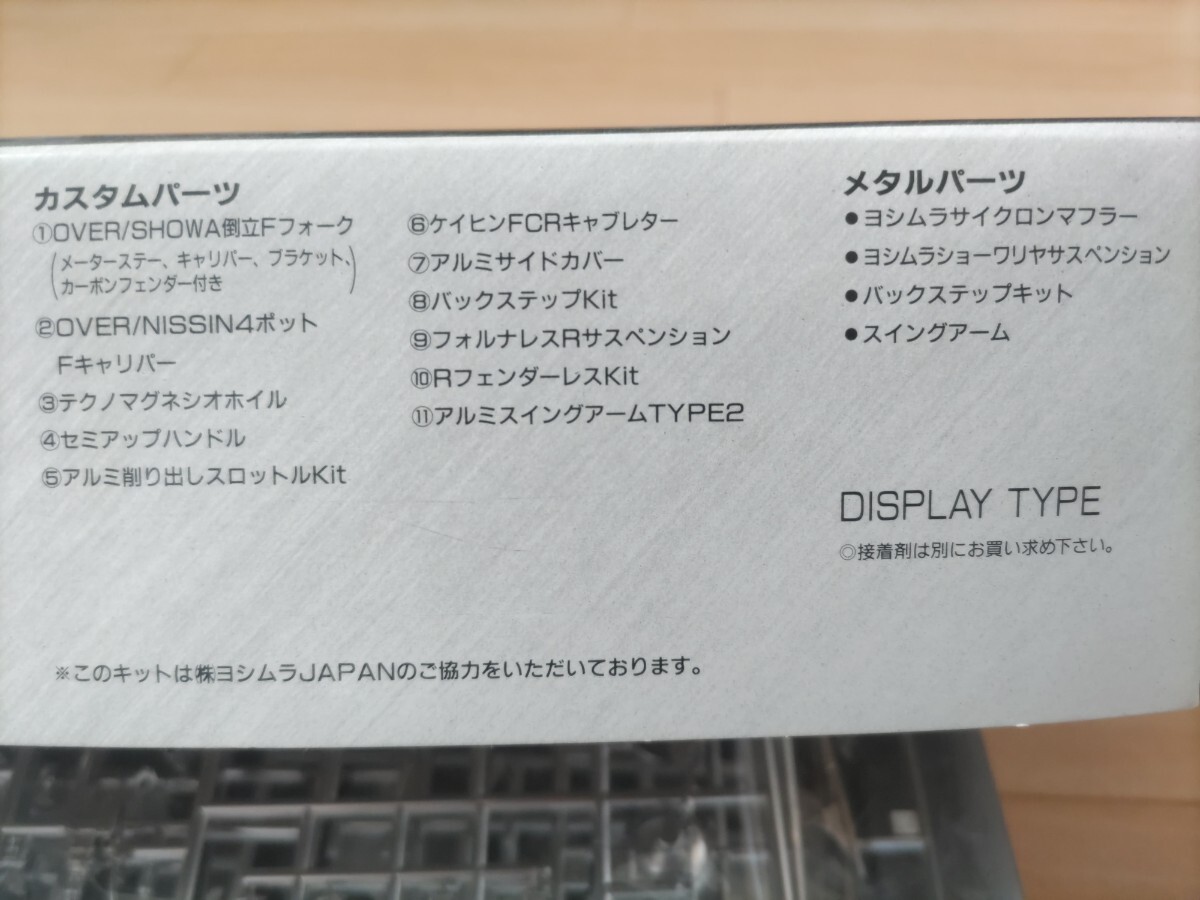 カスタムパーツ
①OVER/SHOWA倒立Fフォーク
(メーターステー、キャリバー、ブラケット、
カーボンフェンダー付き)
②OVER/NISSIN4ポット
Fキャリパー
③テクノマグネシオホイル
④セミアップハンドル
⑤アルミ削り出しスロットルKit
⑥ケイヒンFCRキャブレター
⑦アルミサイドカバー
⑧バックステップKit
⑨フォルナレスRサスペンション
⑩RフェンダーレスKit
⑪アルミスイングアームTYPE2
メタルパーツ
●ヨシムラサイクロンマフラー
●ヨシムラショーワリヤサスペンション
●バックステップキット
●スイングアーム
DISPLAY TYPE
◎接着剤は別にお買い求め下さい。
※このキットは㈱ヨシムラJAPANのご協力をいただいております。